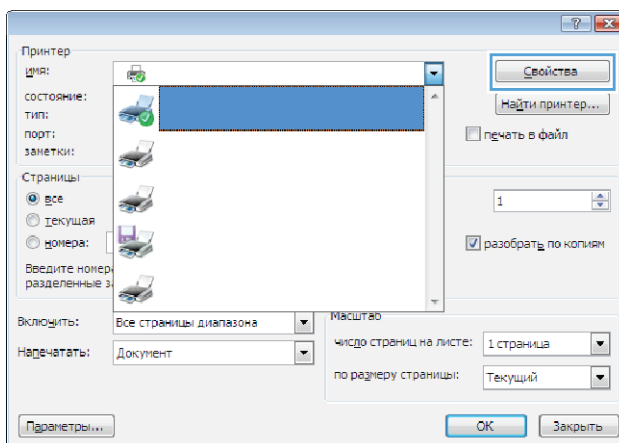 Принтер
имя:
Свойства
состояние:
Найти принтер...
тип:
порт:
печать в файл
заметки:
Страницы
все
1
текущая
номера:
разобрать по копиям
Введите номера
разделенные з
Включить:
Все страницы диапазона
Масштаб
число страниц на листе:
1 страница
Напечатать:
Документ
по размеру страницы:
Текущий
Параметры...
ОК
Закрыть